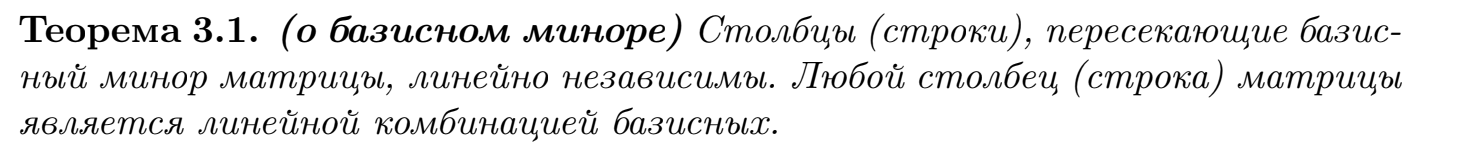 Теорема 3.1. (о базисном миноре) Столбцы (строки), пересекающие базис-
ный минор матрицы, линейно независимы. Любой столбец (строка) матрицы
является линейной комбинацией базисных.